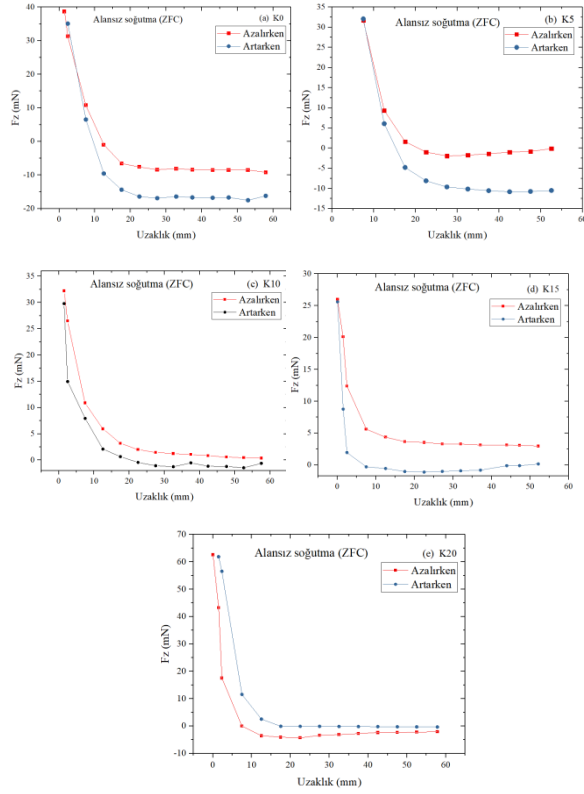 Alansız soğutma (ZFC) (a) K0
Azalırken
Artarken
40
30
20
10
0
-10
-20
Fz (mN)
0 10 20 30 40 50 60
Uzaklık (mm)
Alansız soğutma (ZFC) (b) K5
Azalırken
Artarken
35
30
25
20
15
10
5
0
-5
-10
-15
Fz (mN)
0 10 20 30 40 50 60
Uzaklık (mm)
Alansız soğutma (ZFC) (c) K10
Azalırken
Artarken
35
30
25
20
15
10
5
0
Fz (mN)
0 10 20 30 40 50 60
Uzaklık (mm)
Alansız soğutma (ZFC) (d) K15
Azalırken
Artarken
30
25
20
15
10
5
0
Fz (mN)
0 10 20 30 40 50 60
Uzaklık (mm)
Alansız soğutma (ZFC) (e) K20
Azalırken
Artarken
70
60
50
40
30
20
10
0
-10
Fz (mN)
0 10 20 30 40 50 60
Uzaklık (mm)